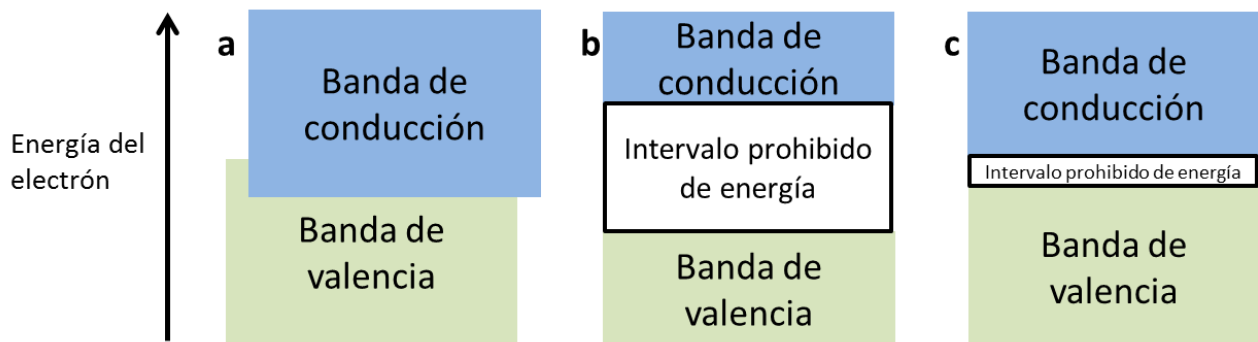 Energía del
electrón
a
Banda de
conducción
Banda de
valencia
b
Banda de
conducción
Intervalo prohibido
de energía
Banda de
valencia
c
Banda de
conducción
Intervalo prohibido de energía
Banda de
valencia